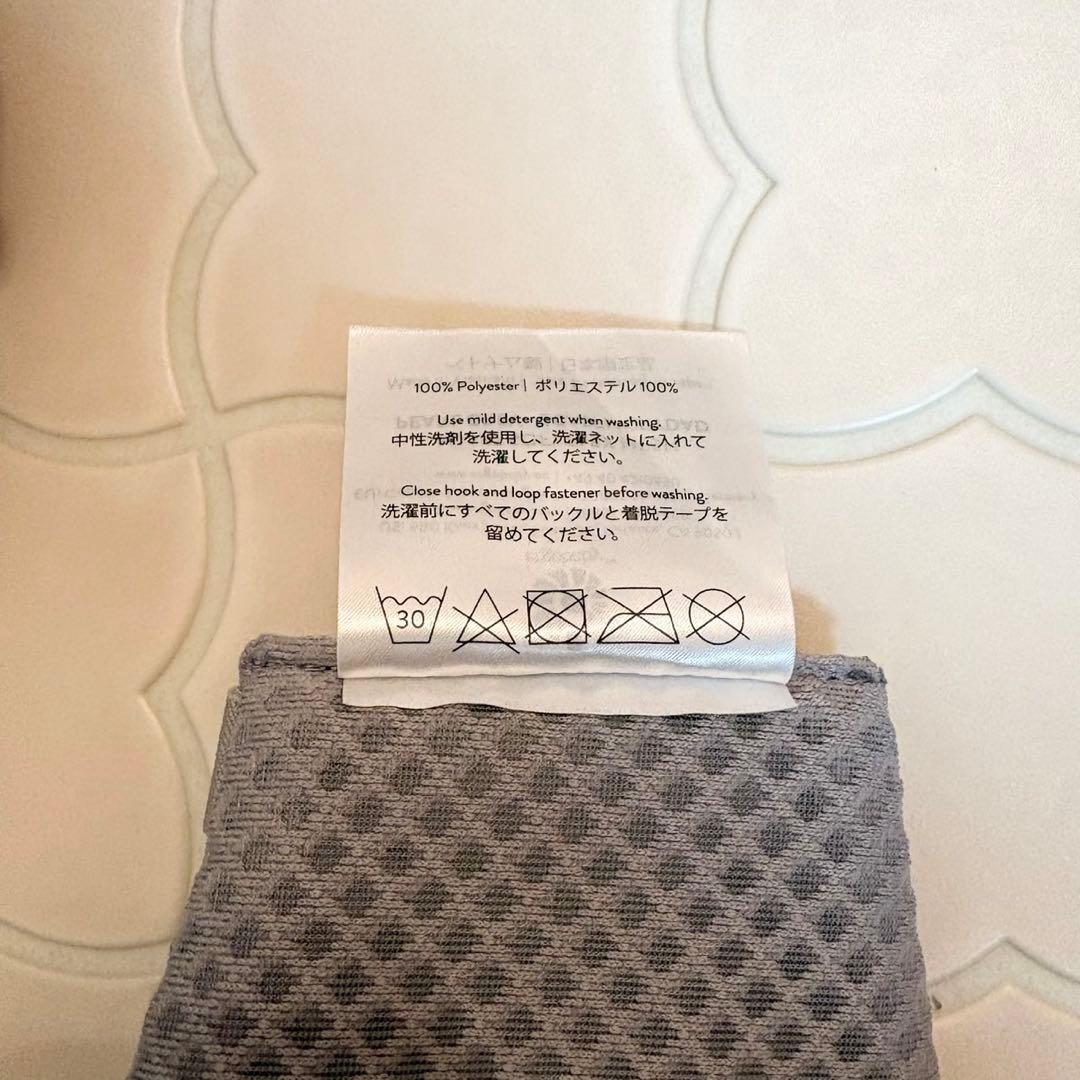 100% Polyester | ポリエステル 100%
Use mild detergent when washing.
中性洗剤を使用し、洗濯ネットに入れて
洗濯してください。
Close hook and loop fastener before washing.
洗濯前にすべてのバックルと着脱テープを
留めてください。
30